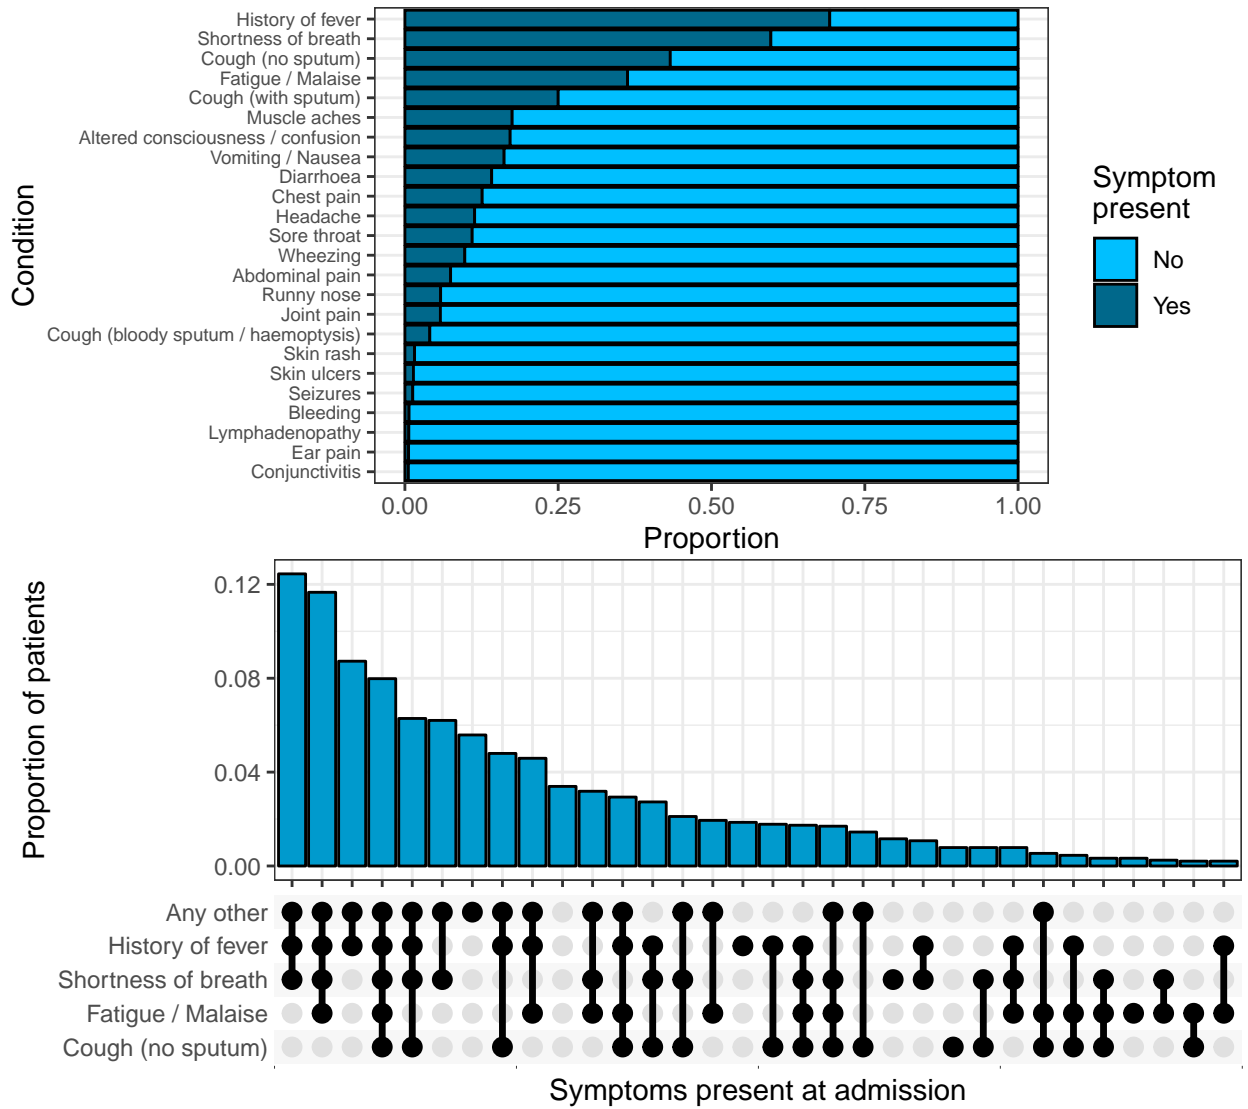 Condition
History of fever
Shortness of breath
Cough (no sputum)
Fatigue / Malaise
Cough (with sputum)
Muscle aches
Altered consciousness / confusion
Vomiting / Nausea
Diarrhoea
Chest pain
Headache
Sore throat
Wheezing
Abdominal pain
Runny nose
Joint pain
Cough (bloody sputum / haemoptysis)
Skin rash
Skin ulcers
Seizures
Bleeding
Lymphadenopathy
Ear pain
Conjunctivitis
0.00 0.25 0.50 0.75 1.00
Proportion
Symptom
present
No
Yes
Proportion of patients
0.12
0.08
0.04
0.00
Any other
History of fever
Shortness of breath
Fatigue / Malaise
Cough (no sputum)
Symptoms present at admission